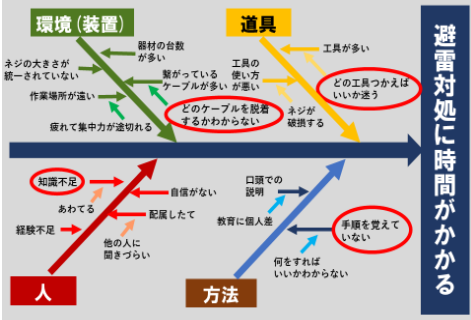 環境（装置）
道具
器材の台数
が多い
ネジの大きさが
統一されていない
繋がっている
ケーブルが多い
作業場所が遠い
どのケーブルを脱着
するかわからない
疲れて集中力が途切れる
工具が多い
工具の
使い方
が悪い
どの工具つかえば
いいか迷う
ネジが
破損する
避雷対処に時間がかかる
知識不足
自信がない
あわてる
配属したて
経験不足
他の人に
聞きづらい
口頭での
説明
教育に個人差
手順を覚えて
いない
何をすれば
いいかわからない
人
方法